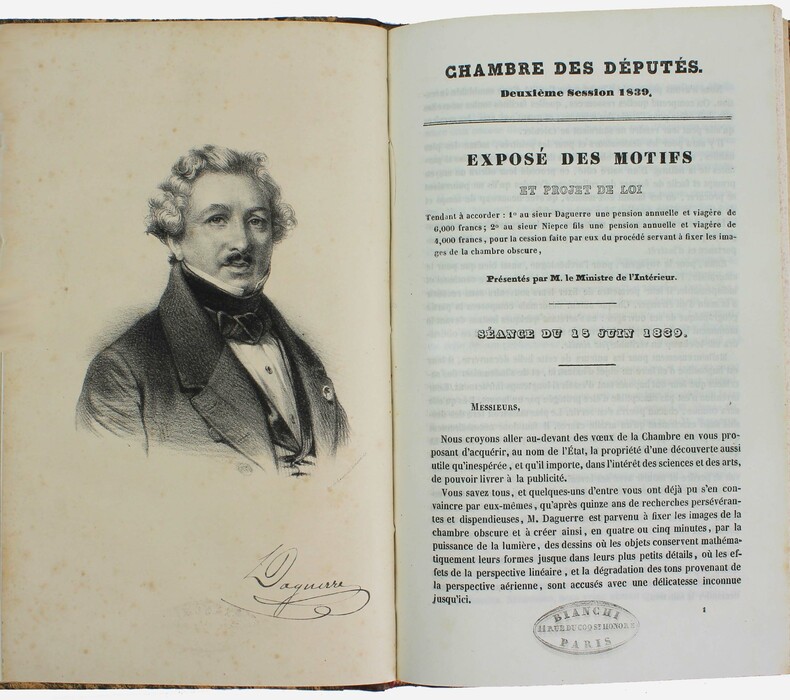 Daguerre
CHAMBRE DES DÉPUTÉS.
Deuxième Session 1839.
EXPOSÉ DES MOTIFS
ET PROJET DE LOI
Tendant à accorder : 1° au sieur Daguerre une pension annuelle et viagère de
6,000 francs ; 2° au sieur Niepce fils une pension annuelle et viagère de
4,000 francs, pour la cession faite par eux du procédé servant à fixer les ima-
ges de la chambre obscure,
Présentés par M. le Ministre de l'Intérieur.
SÉANCE DU 15 JUIN 1839.
MESSIEURS,
Nous croyons aller au-devant des vœux de la Chambre en vous pro-
posant d'acquérir, au nom de l'État, la propriété d'une découverte aussi
utile qu'inespérée, et qu'il importe, dans l'intérêt des sciences et des arts,
de pouvoir livrer à la publicité.
Vous savez tous, et quelques-uns d'entre vous ont déjà pu s'en con-
vaincre par eux-mêmes, qu'après quinze ans de recherches persévéran-
tes et dispendieuses, M. Daguerre est parvenu à fixer les images de la
chambre obscure et à créer ainsi, en quatre ou cinq minutes, par la
puissance de la lumière, des dessins où les objets conservent mathéma-
tiquement leurs formes jusque dans leurs plus petits détails, où les ef-
fets de la perspective linéaire, et la dégradation des tons provenant de
la perspective aérienne, sont accusés avec une délicatesse inconnue
jusqu'ici.
1
BIANCHI
11 RUE DU COQ ST HONORÉ
PARIS